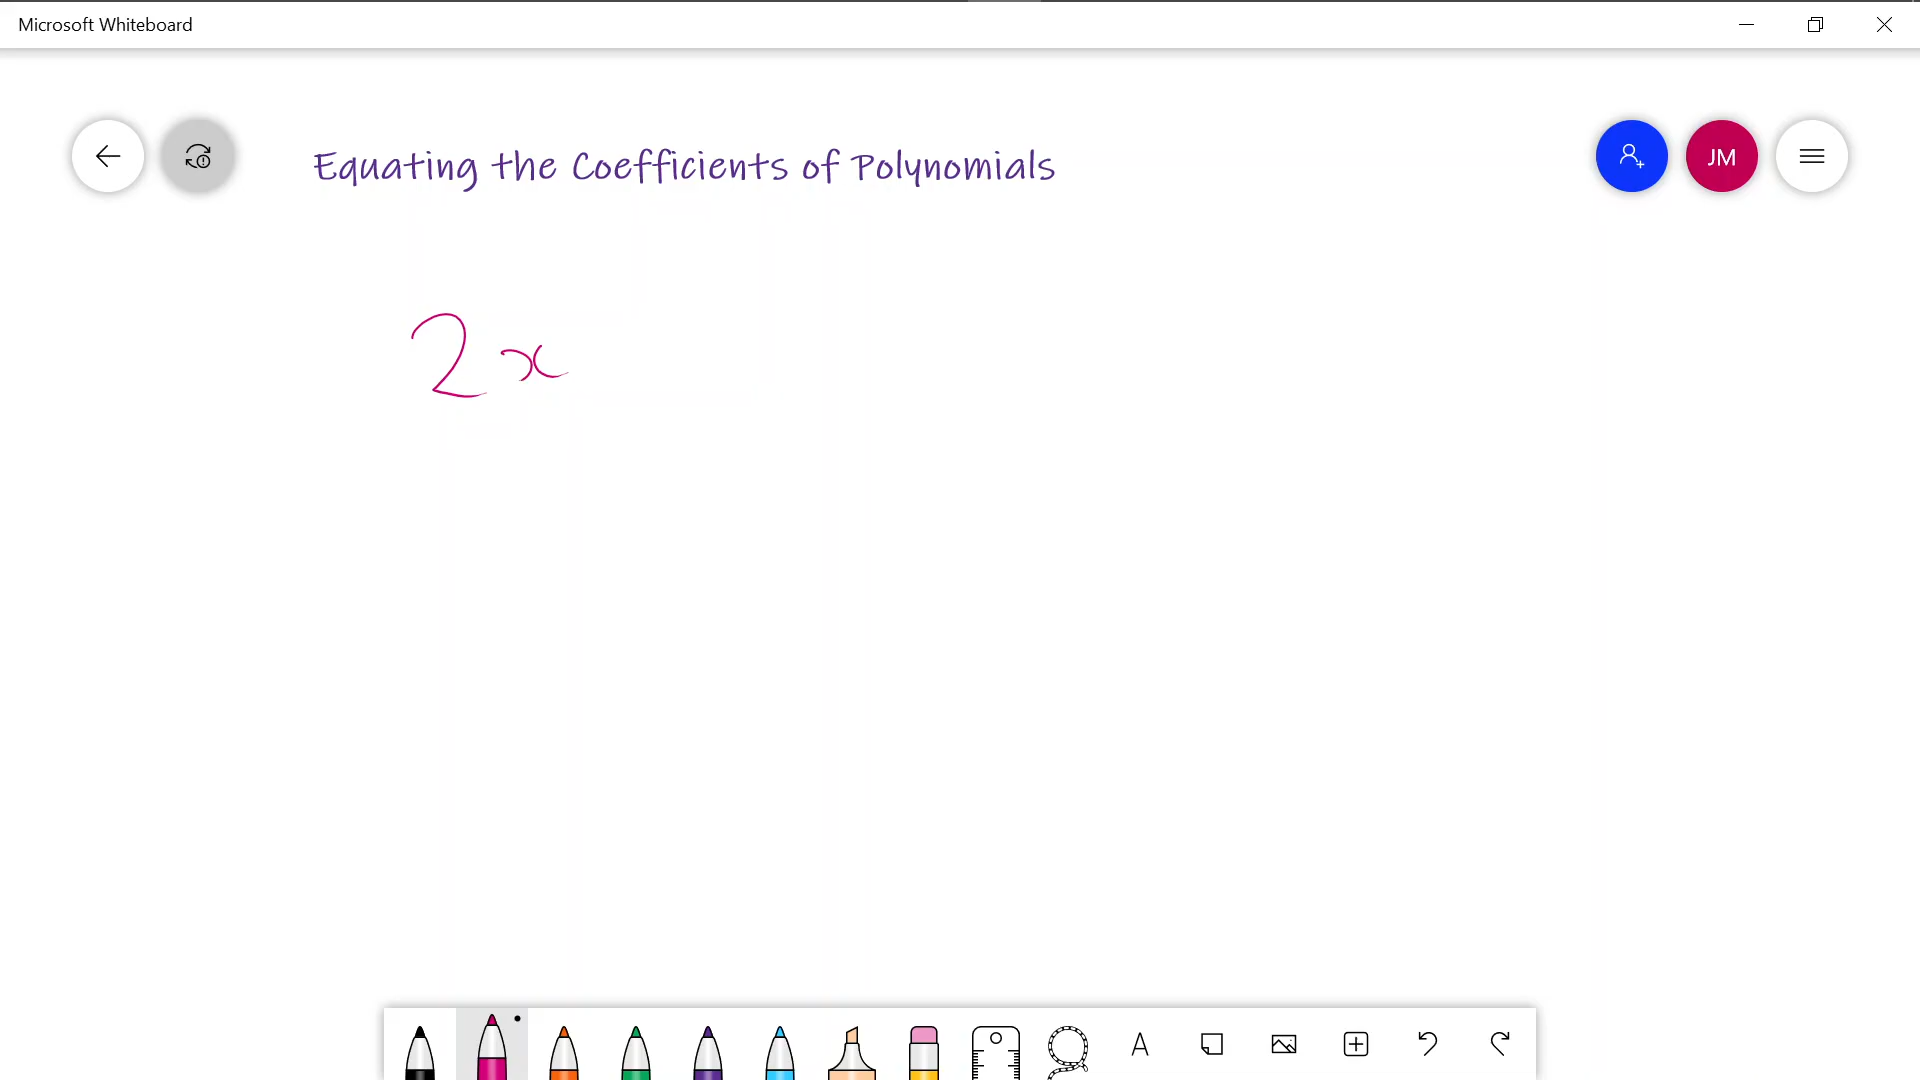 Microsoft Whiteboard
Equating the Coefficients of Polynomials
JM
2x
A